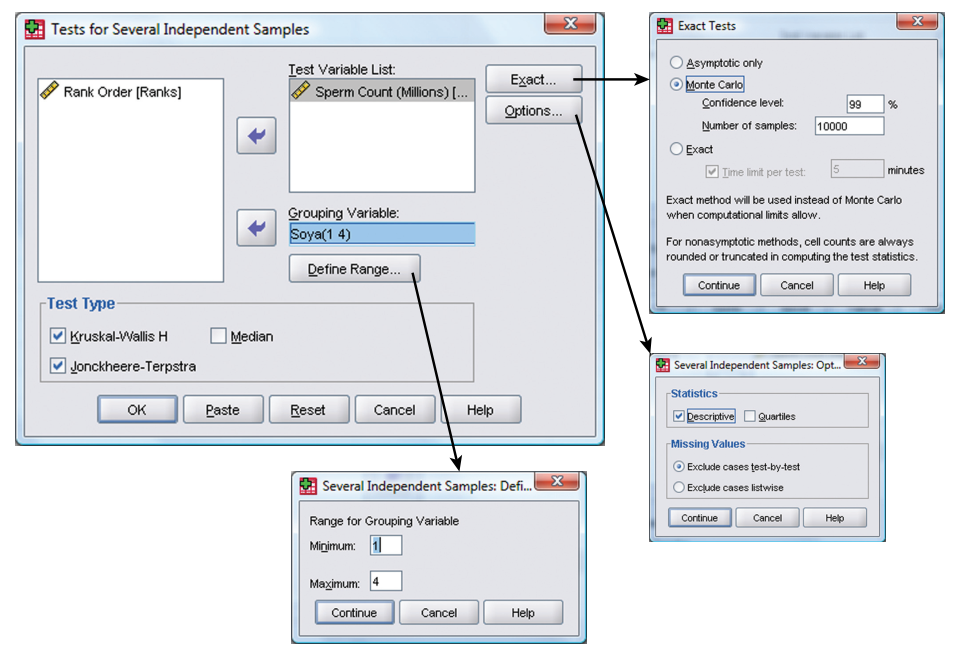 Tests for Several Independent Samples
Rank Order [Ranks]
Test Variable List:
Sperm Count (Millions) [...
Exact...
Options...
Grouping Variable:
Soya(1 4)
Define Range...
Test Type
Kruskal-Wallis H
Median
Jonckheere-Terpstra
OK
Paste
Reset
Cancel
Help
Exact Tests
Asymptotic only
Monte Carlo
Confidence level:
99
%
Number of samples:
10000
Exact
Time limit per test:
5
minutes
Exact method will be used instead of Monte Carlo
when computational limits allow.
For nonasymptotic methods, cell counts are always
rounded or truncated in computing the test statistics.
Continue
Cancel
Help
Several Independent Samples: Opt...
Statistics
Descriptive
Quartiles
Missing Values
Exclude cases test-by-test
Exclude cases listwise
Continue
Cancel
Help
Several Independent Samples: Defi...
Range for Grouping Variable
Minimum:
1
Maximum:
4
Continue
Cancel
Help